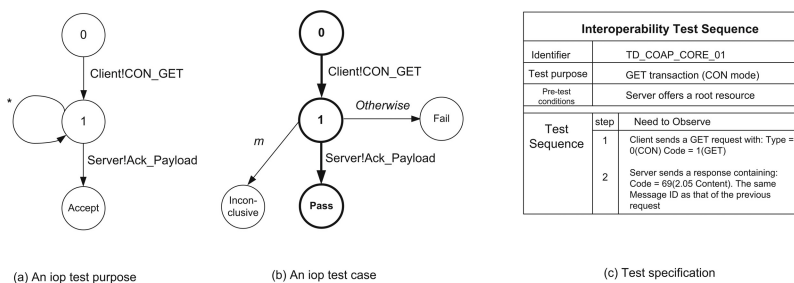 0
Client!CON_GET
*
1
Server!Ack_Payload
Accept
(a) An iop test purpose
0
Client!CON_GET
Otherwise
1
Fail
m
Server!Ack_Payload
Incon-
clusive
Pass
(b) An iop test case
Interoperability Test Sequence
Identifier TD_COAP_CORE_01
Test purpose GET transaction (CON mode)
Pre-test
conditions
Server offers a root resource
Test
Sequence
step Need to Observe
1 Client sends a GET request with: Type =
0(CON) Code = 1(GET)
2 Server sends a response containing:
Code = 69(2.05 Content). The same
Message ID as that of the previous
request
(c) Test specification